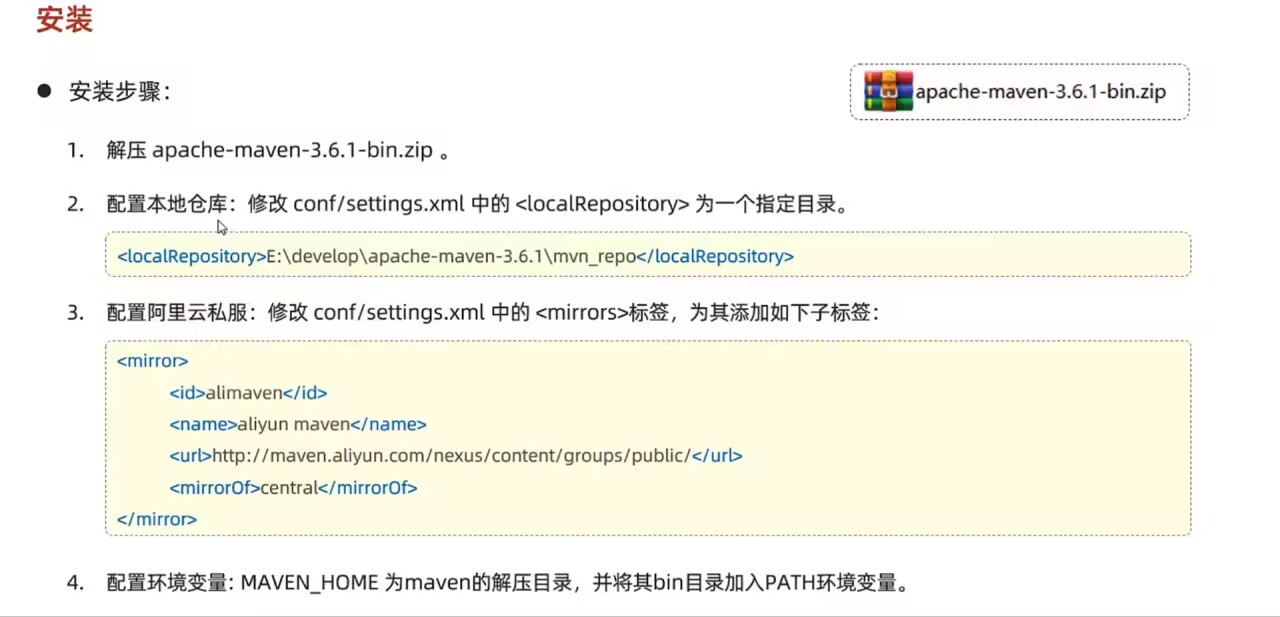 安装
安装步骤：
apache-maven-3.6.1-bin.zip
1. 解压 apache-maven-3.6.1-bin.zip 。
2. 配置本地仓库：修改 conf/settings.xml 中的 <localRepository> 为一个指定目录。
<localRepository>E:\develop\apache-maven-3.6.1\mvn_repo</localRepository>
3. 配置阿里云私服：修改 conf/settings.xml 中的 <mirrors>标签，为其添加如下子标签：
<mirror>
<id>alimaven</id>
<name>aliyun maven</name>
<url>http://maven.aliyun.com/nexus/content/groups/public/</url>
<mirrorOf>central</mirrorOf>
</mirror>
4. 配置环境变量: MAVEN_HOME 为maven的解压目录，并将其bin目录加入PATH环境变量。